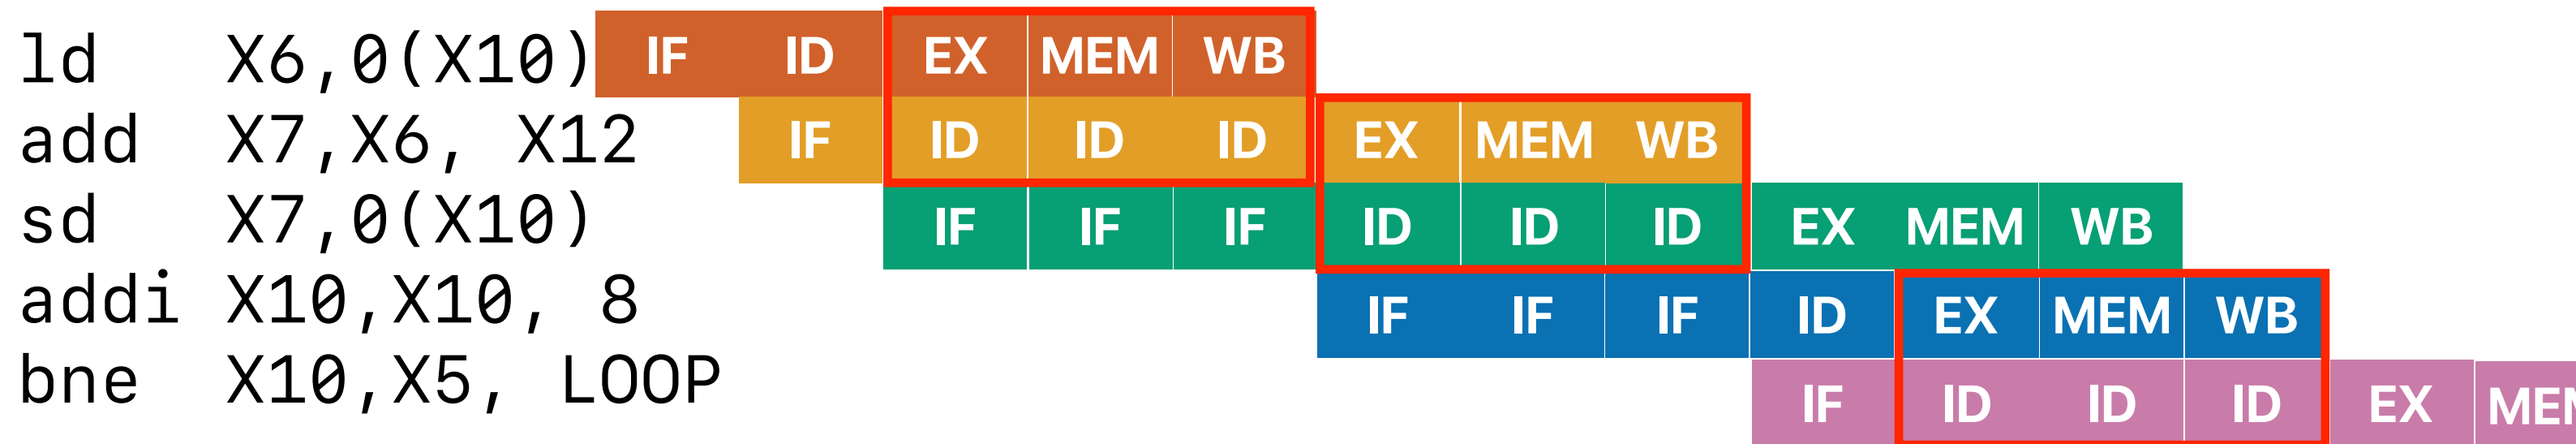 ld X6,0(X10) IF ID EX MEM WB
add X7,X6, X12 IF ID ID ID EX MEM WB
sd X7,0(X10) IF IF IF ID ID ID EX MEM WB
addi X10,X10, 8 IF IF IF ID EX MEM WB
bne X10,X5, LOOP IF ID ID ID EX